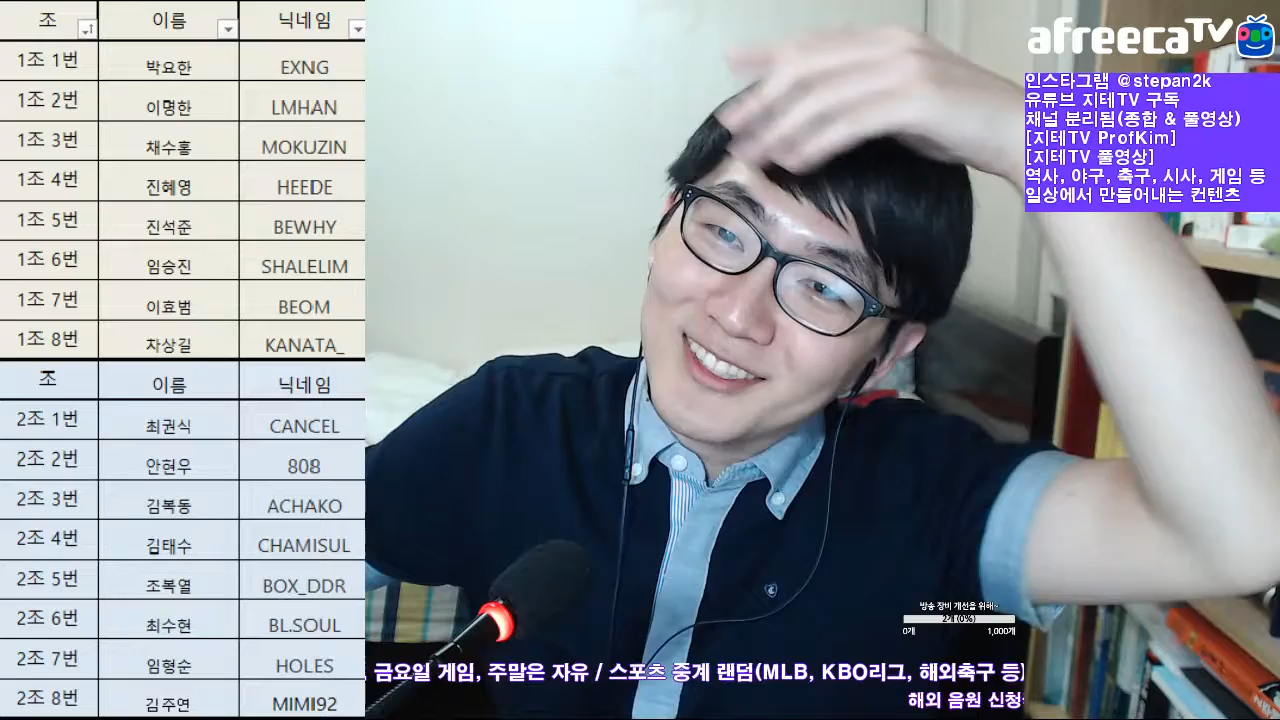 조 이름 닉네임
1조 1번 박요한 EXNG
1조 2번 이명한 LMHAN
1조 3번 채수홍 MOKUZIN
1조 4번 진혜영 HEEDE
1조 5번 진석준 BEWHY
1조 6번 임승진 SHALELIM
1조 7번 이효범 BEOM
1조 8번 차상길 KANATA_
조 이름 닉네임
2조 1번 최권식 CANCEL
2조 2번 안현우 808
2조 3번 김복동 ACHAKO
2조 4번 김태수 CHAMISUL
2조 5번 조복열 BOX_DDR
2조 6번 최수현 BL.SOUL
2조 7번 임형순 HOLES
2조 8번 김주연 MIMI92
afreecaTV
인스타그램 @stepan2k
유튜브 지테TV 구독
채널 분리됨(종합 & 풀영상)
[지테TV ProfKim]
[지테TV 풀영상]
역사, 야구, 축구, 시사, 게임 등
일상에서 만들어내는 컨텐츠
방송 장비 개선을 위해~
2개 (0%)
0개 1,000개
금요일 게임, 주말은 자유 / 스포츠 중계 랜덤(MLB, KBO리그, 해외축구 등)
해외 음원 신청